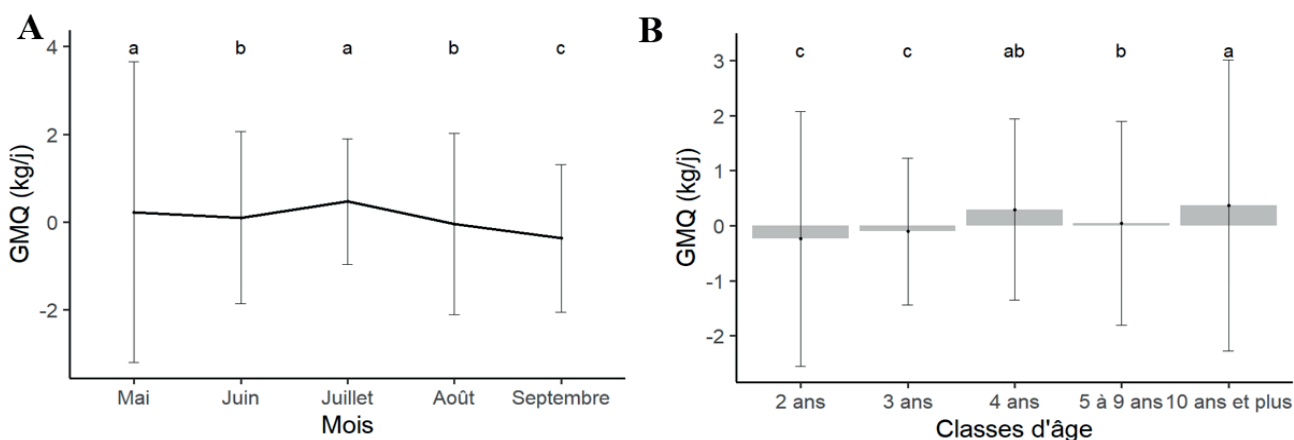 A
a b a b c
4
2
0
-2
GMQ (kg/j)
Mai Juin Juillet Août Septembre
Mois
B
c c ab b a
3
2
1
0
-1
-2
GMQ (kg/j)
2 ans 3 ans 4 ans 5 à 9 ans 10 ans et plus
Classes d'âge